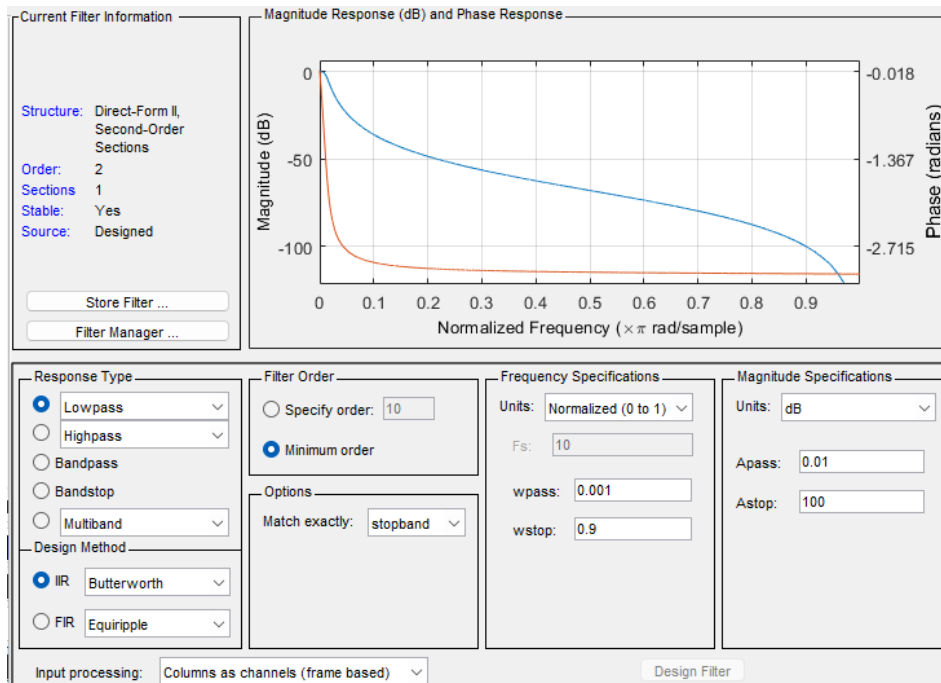 Current Filter Information
Structure: Direct-Form II,
Second-Order
Sections
Order: 2
Sections 1
Stable: Yes
Source: Designed
Store Filter ...
Filter Manager ...
Magnitude Response (dB) and Phase Response
Magnitude (dB)
0
-50
-100
-0.018
-1.367
-2.715
Phase (radians)
0 0.1 0.2 0.3 0.4 0.5 0.6 0.7 0.8 0.9
Normalized Frequency (×π rad/sample)
Response Type
Lowpass
Highpass
Bandpass
Bandstop
Multiband
Design Method
IIR Butterworth
FIR Equiripple
Filter Order
Specify order: 10
Minimum order
Options
Match exactly: stopband
Frequency Specifications
Units: Normalized (0 to 1)
Fs: 10
wpass: 0.001
wstop: 0.9
Magnitude Specifications
Units: dB
Apass: 0.01
Astop: 100
Input processing: Columns as channels (frame based)
Design Filter